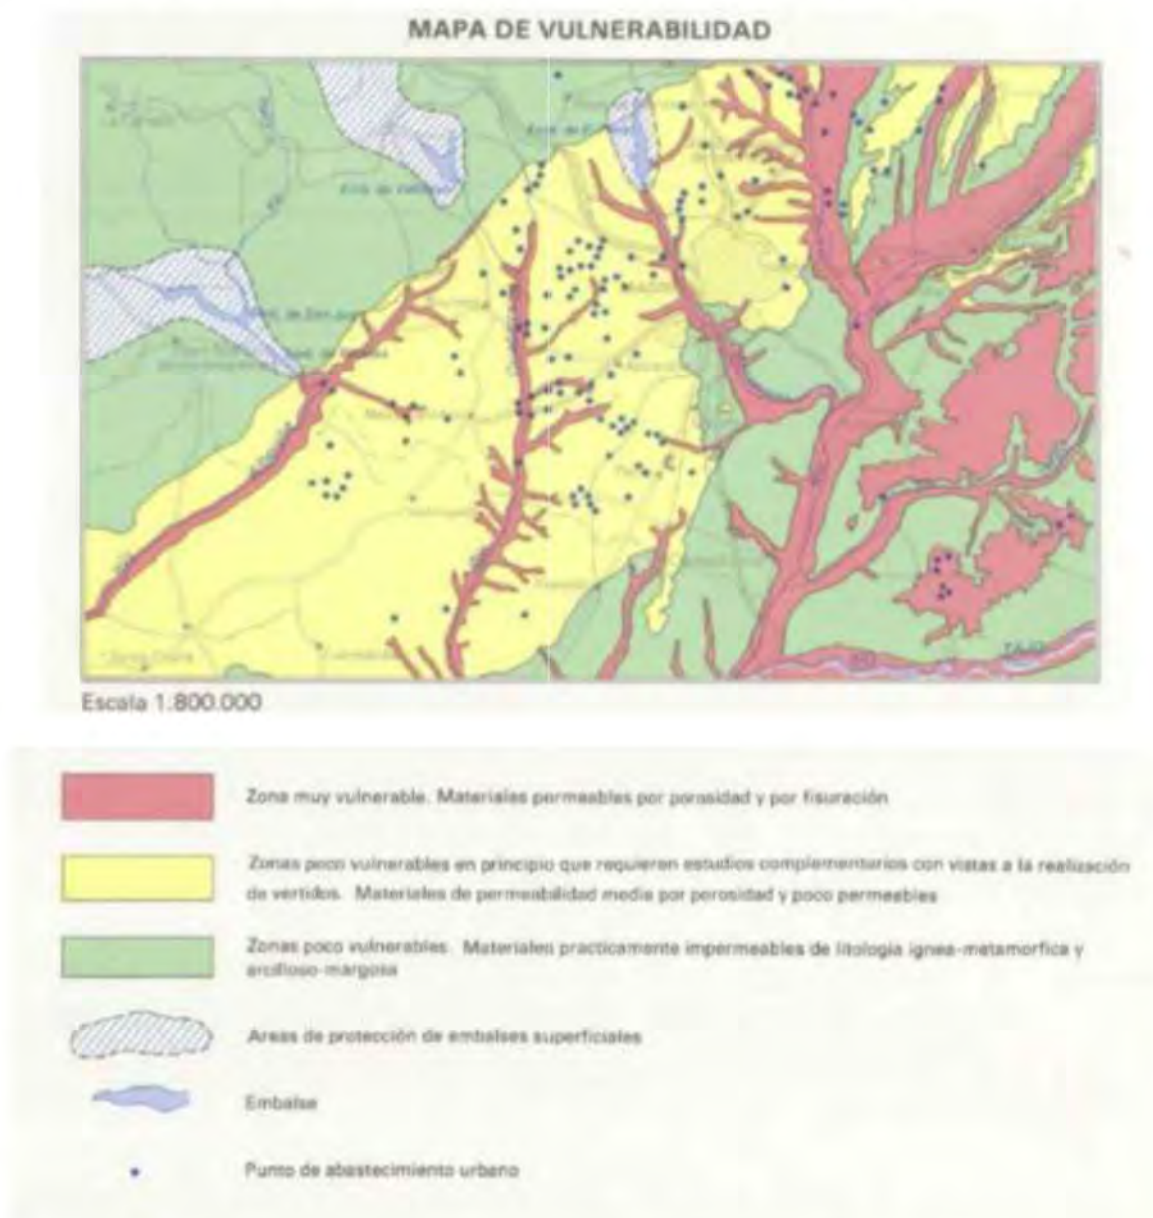 MAPA DE VULNERABILIDAD
TAJO
Escala 1:800.000
Zona muy vulnerable. Materiales permeables por porosidad y por fisuración
Zonas poco vulnerables en principio que requieren estudios complementarios con vistas a la realización
de vertidos. Materiales de permeabilidad media por porosidad y poco permeables
Zonas poco vulnerables. Materiales practicamente impermeables de litologia ignea-metamorfica y
arcilloso-margosa
Areas de protección de embalses superficiales
Embalse
Punto de abastecimiento urbano